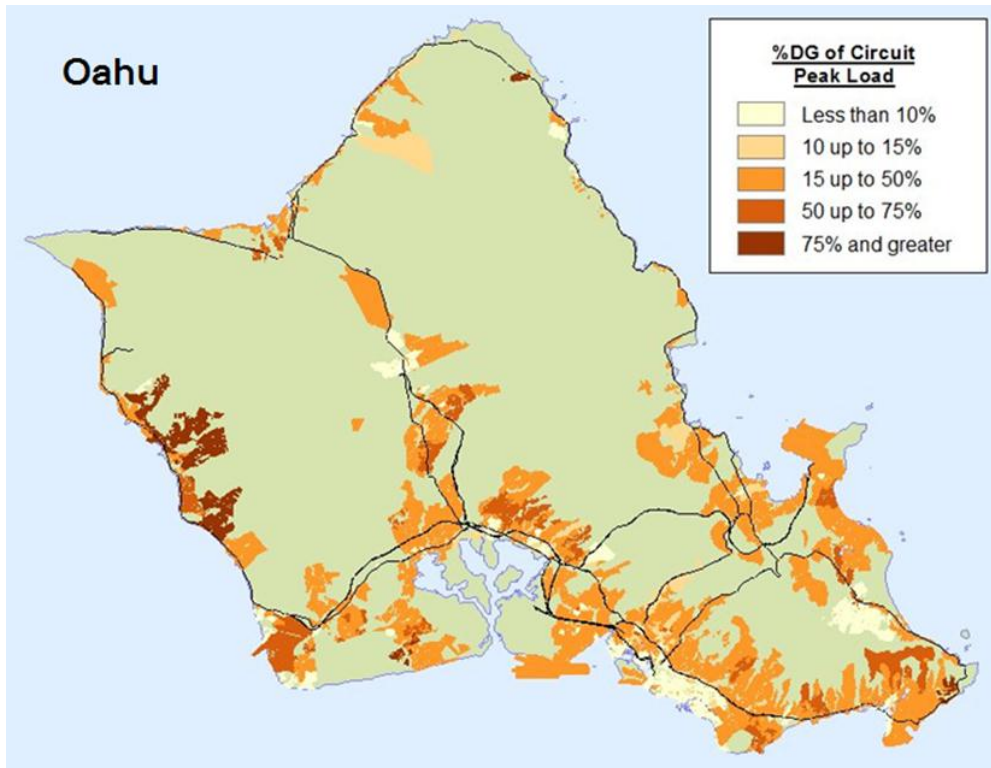 Oahu
%DG of Circuit
Peak Load
Less than 10%
10 up to 15%
15 up to 50%
50 up to 75%
75% and greater